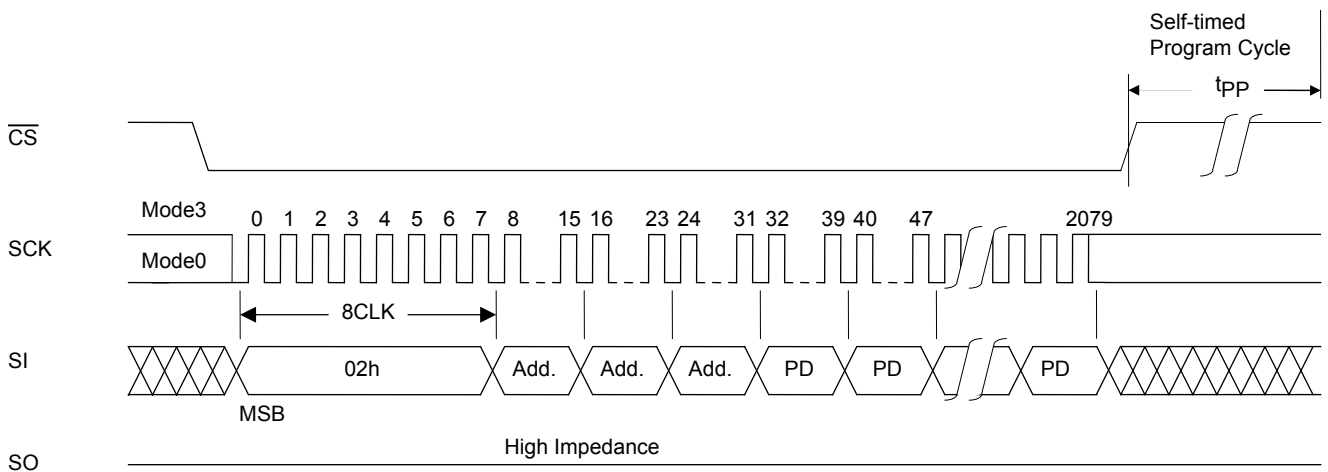 Self-timed
Program Cycle
tPP
CS
Mode3
0 1 2 3 4 5 6 7 8 15 16 23 24 31 32 39 40 47 2079
SCK
Mode0
8CLK
SI
02h Add. Add. Add. PD PD PD
MSB
High Impedance
SO